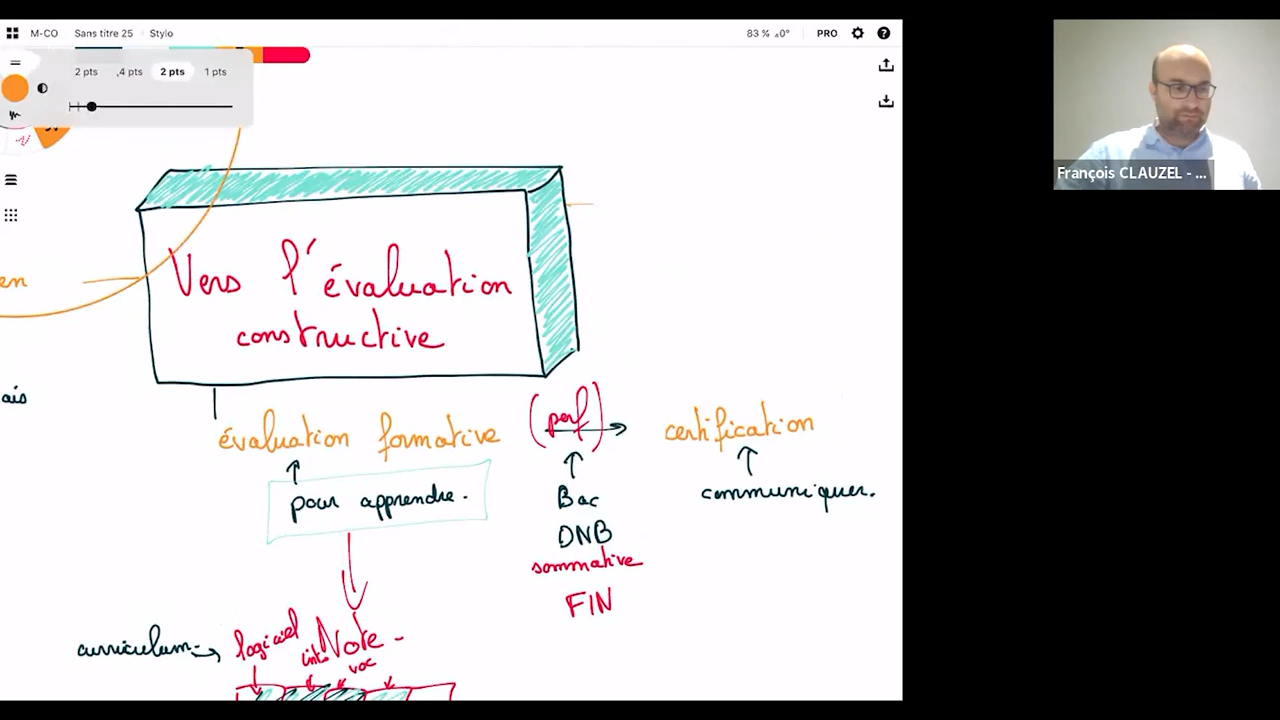 M-CO Sans titre 25 Stylo 83 % 0° PRO
2 pts .4 pts 2 pts 1 pts
François CLAUZEL - ...
Vers l'évaluation
constructive
en
ais
évaluation formative (perf) certification
pour apprendre.
Bac
communiquer.
DNB
sommative
FIN
curriculum logiciel Note
voc